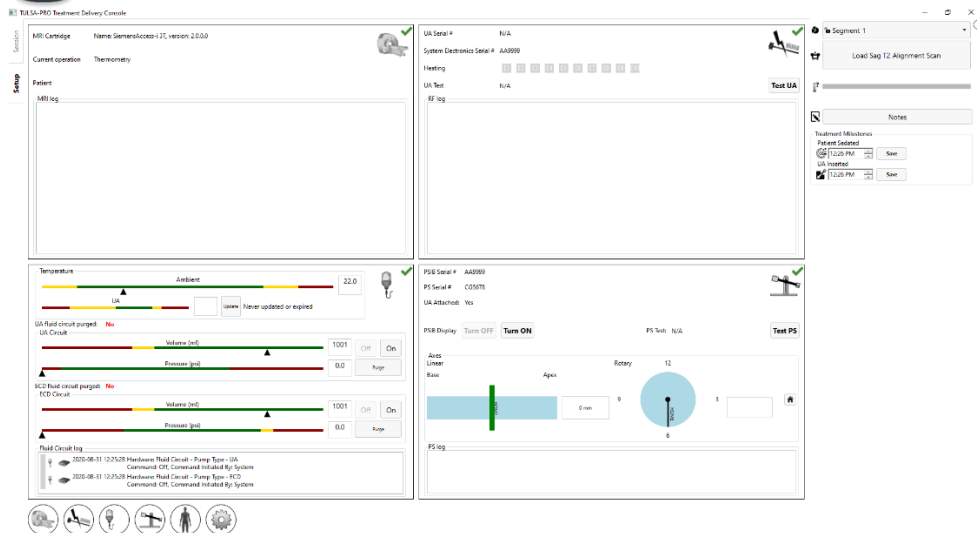 TULSA-PRO Treatment Delivery Console
Session
Setup
MRI Cartridge Name: SiemensAccess-i 3T, version: 2.0.0.0
Current operation Thermometry
Patient
MRI log
UA Serial # N/A
System Electronics Serial # AA9999
Heating
UA Test N/A Test UA
RF log
Segment 1
Load Sag T2 Alignment Scan
Notes
Treatment Milestones
Patient Sedated
12:26 PM Save
UA Inserted
12:26 PM Save
Temperature
Ambient
22.0
UA
Update Never updated or expired
UA fluid circuit purged: No
UA Circuit
Volume (ml)
1001 Off On
Pressure (psi)
0.0 Purge
ECD fluid circuit purged: No
ECD Circuit
Volume (ml)
1001 Off On
Pressure (psi)
0.0 Purge
Fluid Circuit log
2020-08-31 12:25:28 Hardware: Fluid Circuit - Pump Type - UA
Command: Off, Command Initiated By: System
2020-08-31 12:25:28 Hardware: Fluid Circuit - Pump Type - ECD
Command: Off, Command Initiated By: System
PSIB Serial # AA9999
PS Serial # CG5678
UA Attached: Yes
PSIB Display Turn OFF Turn ON PS Test: N/A Test PS
Axes
Linear Rotary 12
Base Apex
HOME 0 mm 9 HOME 3
6
PS log